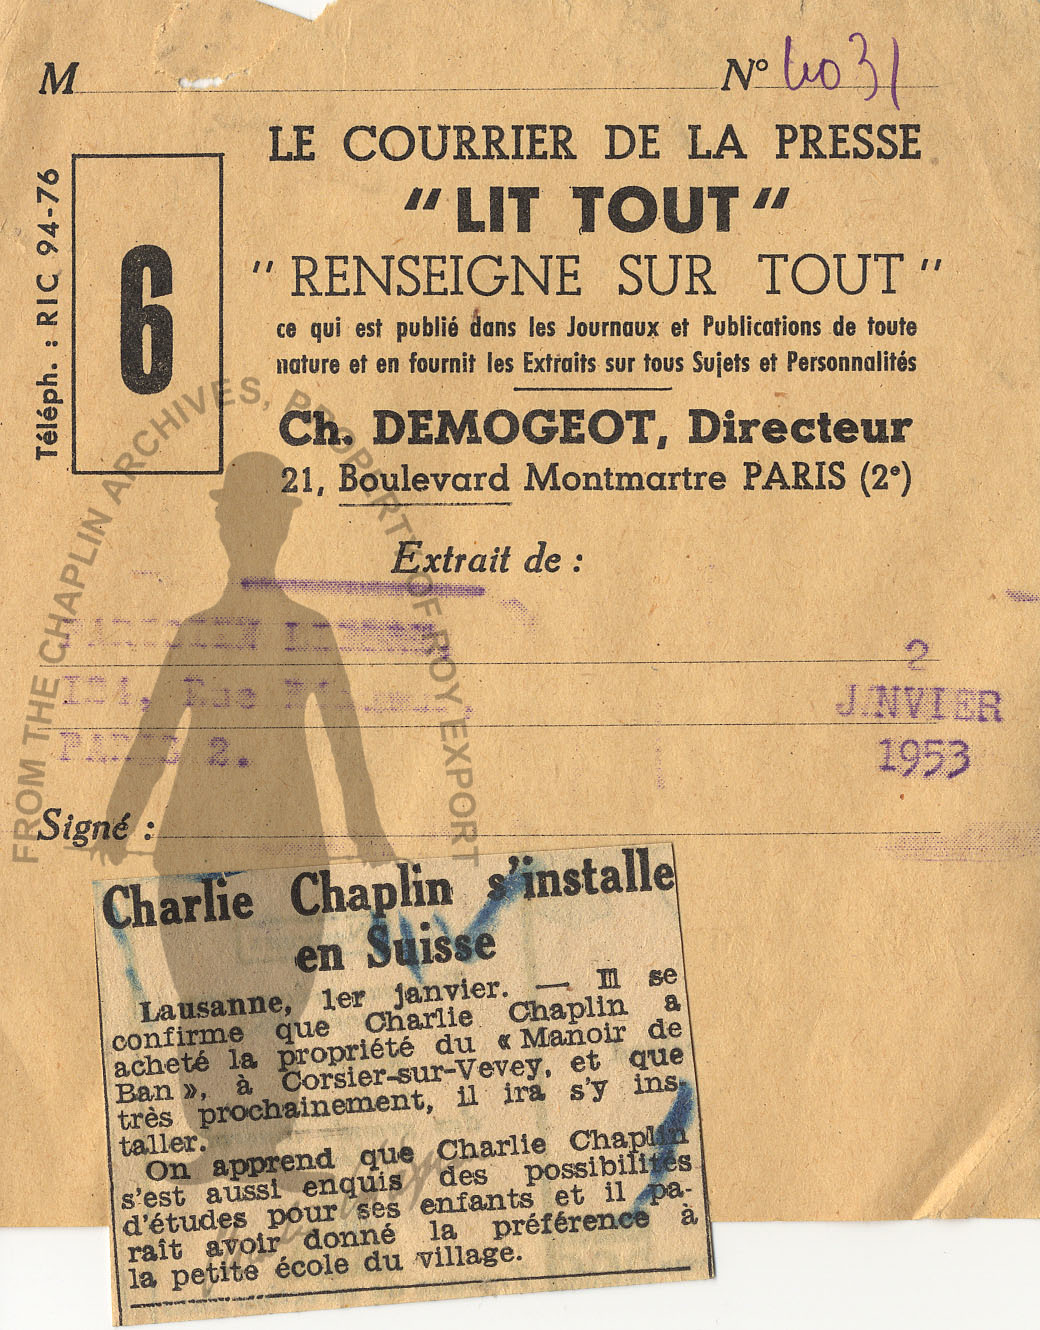 M N° 4031
LE COURRIER DE LA PRESSE
"LIT TOUT"
"RENSEIGNE SUR TOUT"
ce qui est publié dans les Journaux et Publications de toute
nature et en fournit les Extraits sur tous Sujets et Personnalités
Ch. DEMOGEOT, Directeur
21, Boulevard Montmartre PARIS (2e)
Téléph. : RIC 94-76
6
Extrait de :
2
134, Rue
JANVIER
PARIS 2.
1953
Signé :
FROM THE CHAPLIN ARCHIVES, PROPERTY OF ROY EXPORT
Charlie Chaplin s'installe
en Suisse
Lausanne, 1er janvier. — Il se
confirme que Charlie Chaplin a
acheté la propriété du « Manoir de
Ban », à Corsier-sur-Vevey, et que
très prochainement, il ira s'y ins-
taller.
On apprend que Charlie Chaplin
s'est aussi enquis des possibilités
d'études pour ses enfants et il pa-
raît avoir donné la préférence à
la petite école du village.